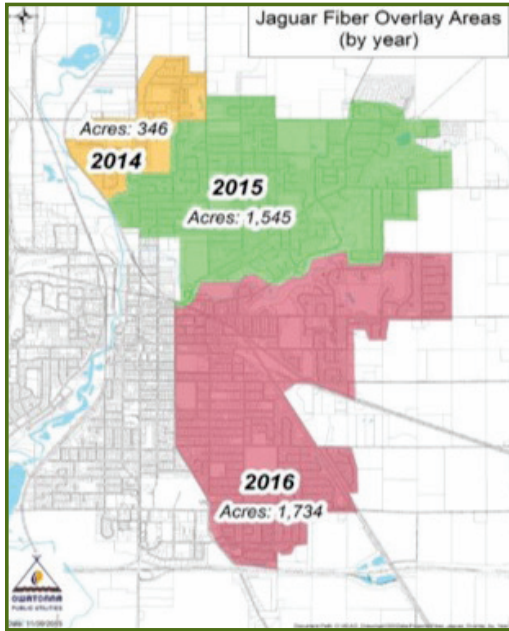 Jaguar Fiber Overlay Areas
(by year)
Acres: 346
2014
2015
Acres: 1,545
2016
Acres: 1,734
OWATONNA
PUBLIC UTILITIES